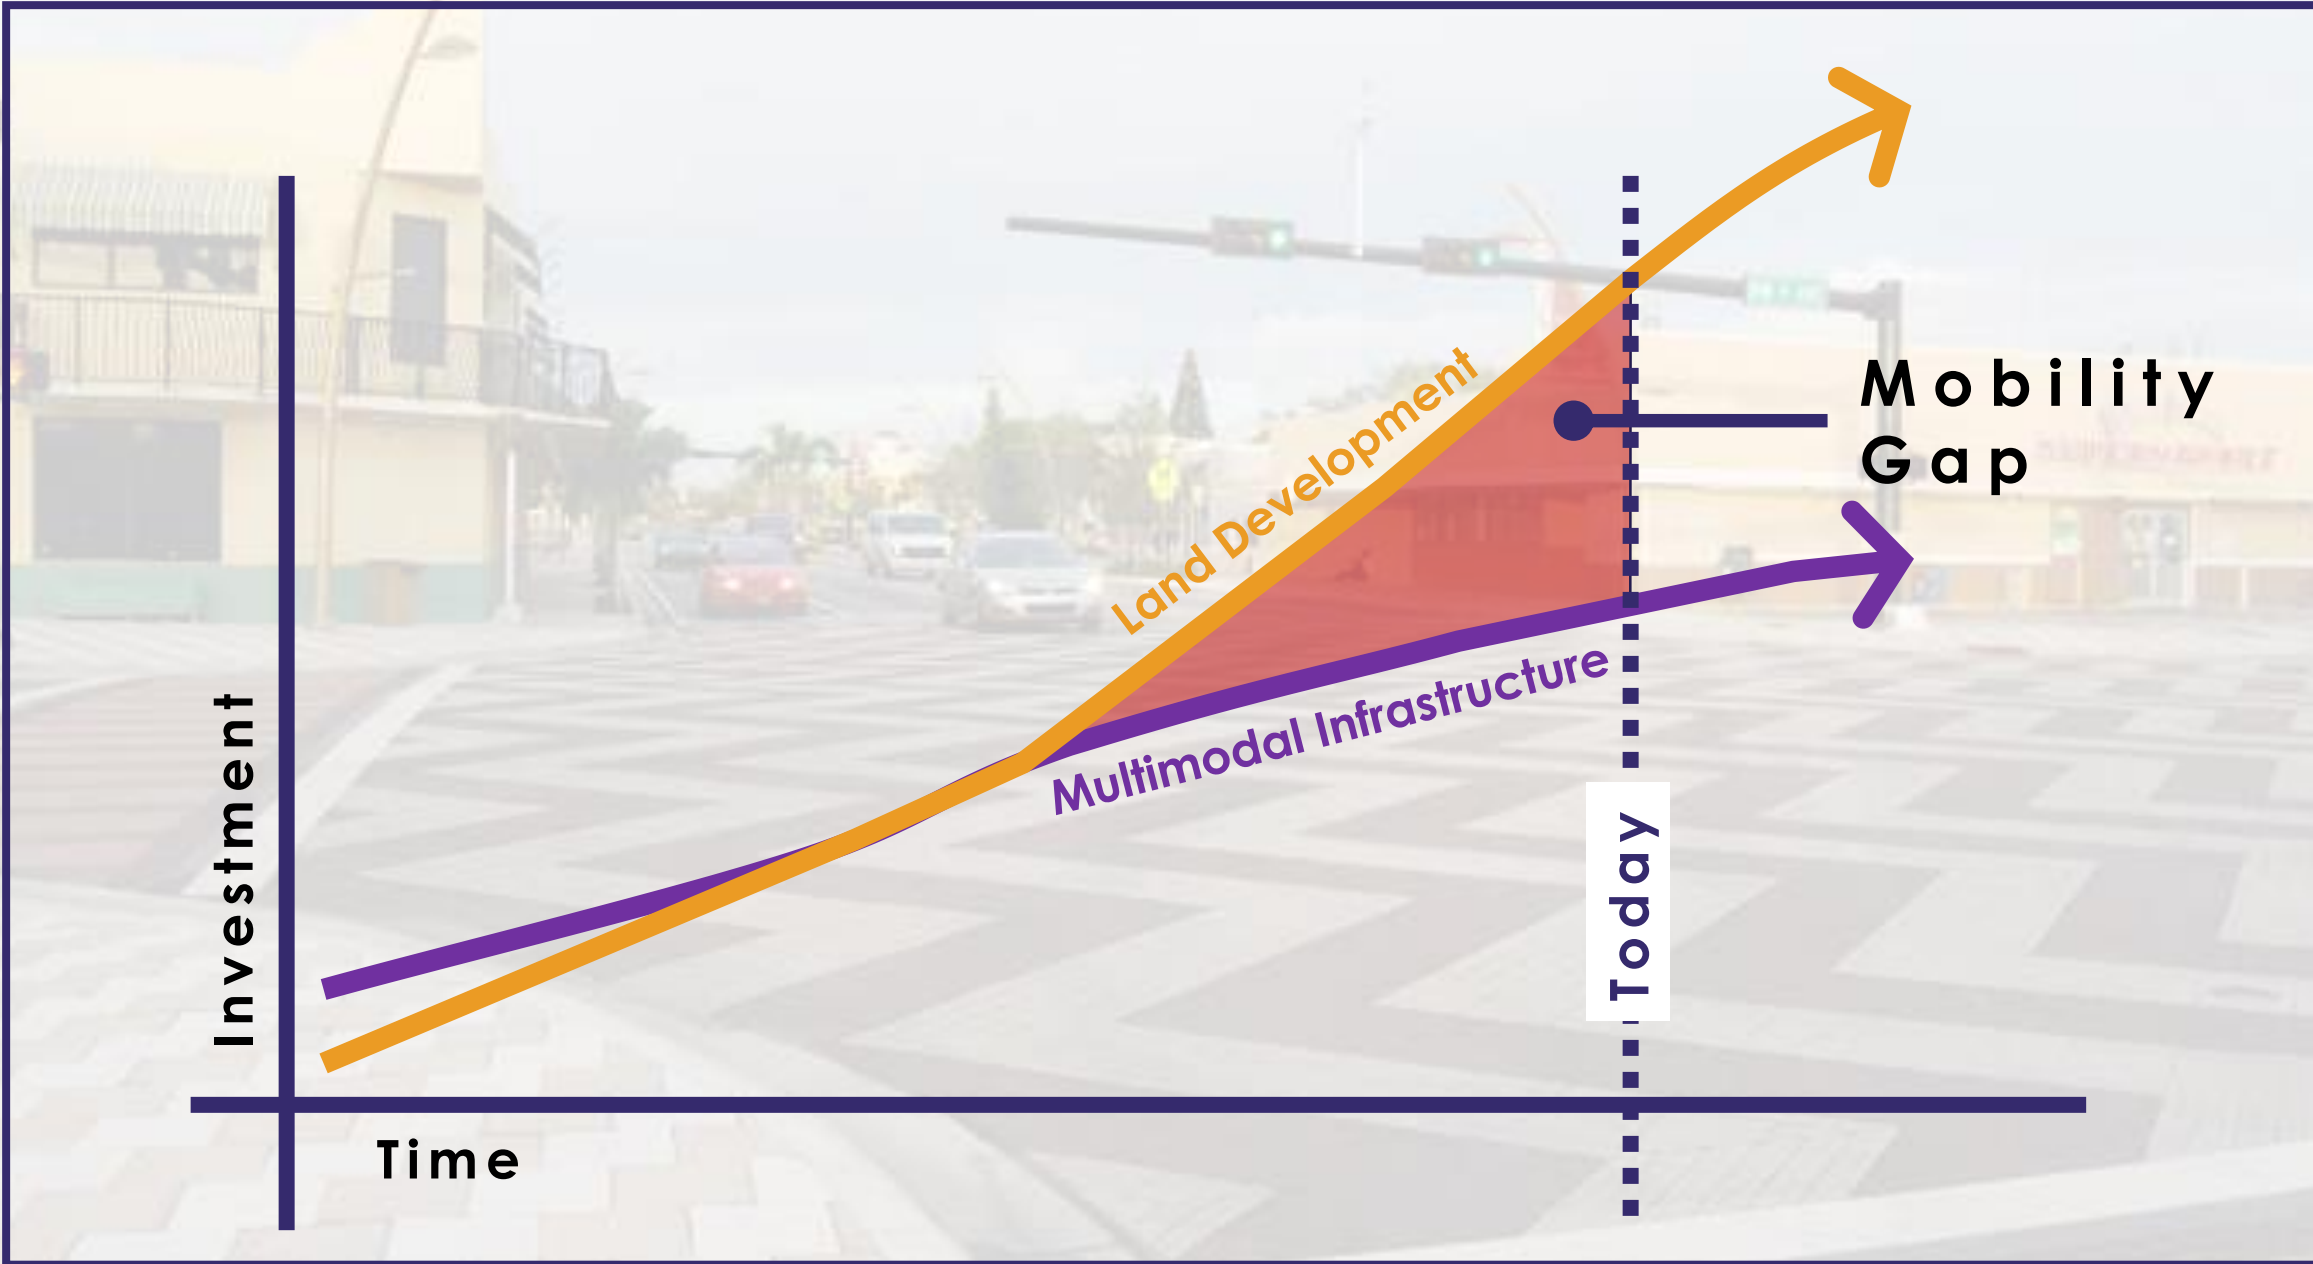 Mobility
Gap
Land Development
Multimodal Infrastructure
Investment
Today
Time